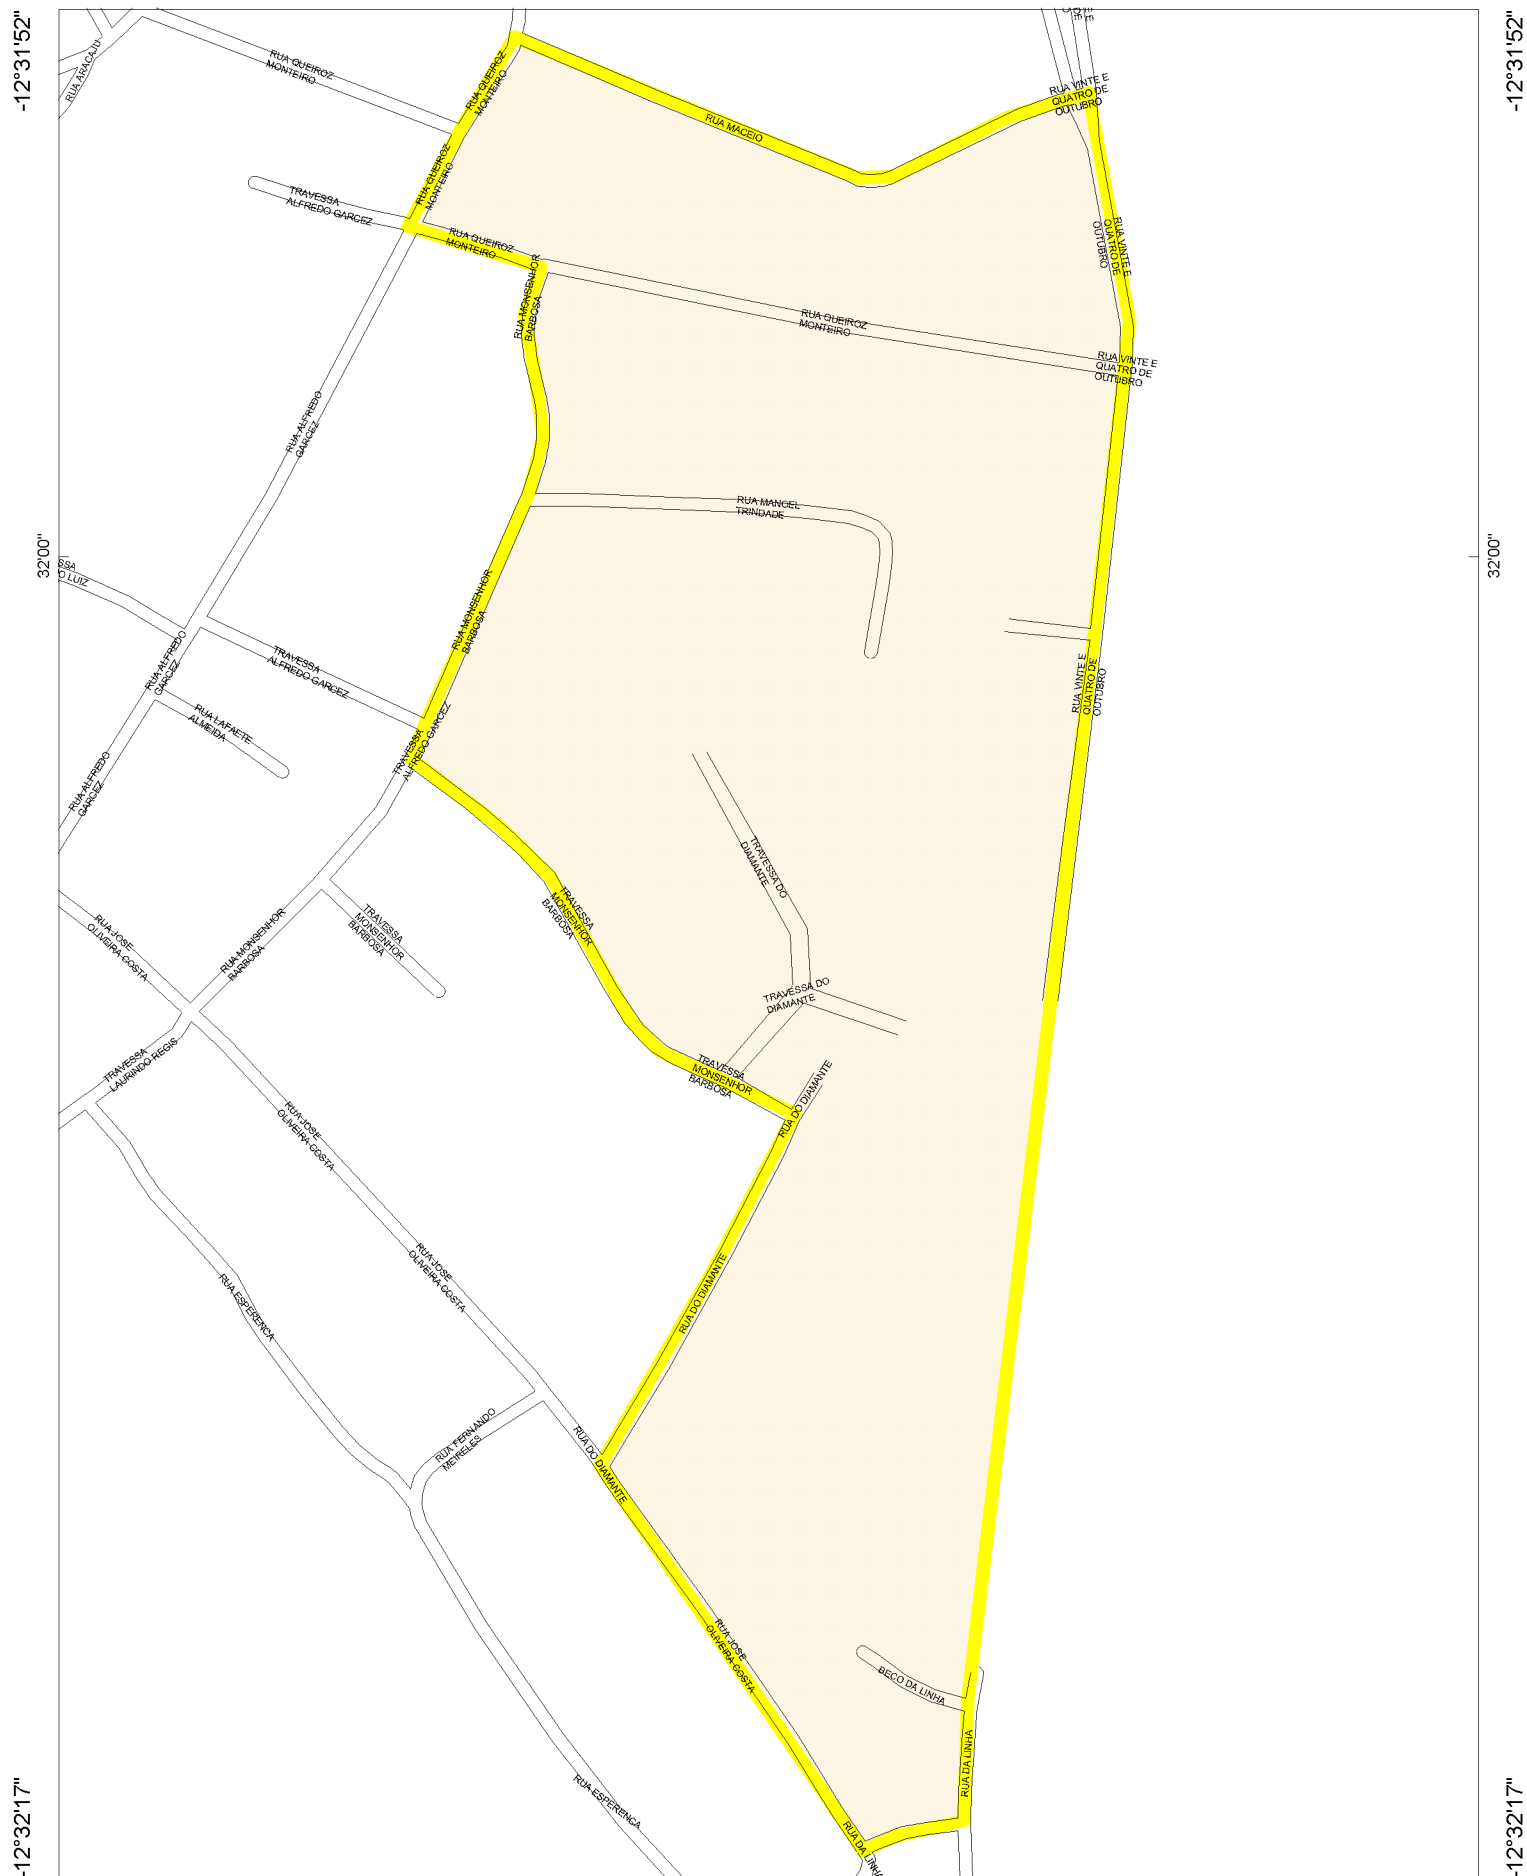 -12°31'52"
-12°31'52"
RUA ARACAJU
RUA QUEIROZ
MONTEIRO
RUA QUEIROZ
MONTEIRO
RUA MACEIO
RUA VINTE E
QUATRO DE
OUTUBRO
RUA QUEIROZ
MONTEIRO
TRAVESSA
ALFREDO GARCEZ
RUA QUEIROZ
MONTEIRO
RUA VINTE E
QUATRO DE
OUTUBRO
RUA MONSENHOR
BARBOSA
RUA QUEIROZ
MONTEIRO
RUA VINTE E
QUATRO DE
OUTUBRO
RUA ALFREDO
GARCEZ
RUA MANOEL
TRINDADE
32'00"
32'00"
SSA
O LUIZ
RUA MONSENHOR
BARBOSA
RUA ALFREDO
GARCEZ
TRAVESSA
ALFREDO GARCEZ
RUA VINTE E
QUATRO DE
OUTUBRO
RUA LAFAETE
ALMEIDA
TRAVESSA
ALFREDO GARCEZ
RUA ALFREDO
GARCEZ
TRAVESSA DO
DIAMANTE
TRAVESSA
MONSENHOR
BARBOSA
TRAVESSA
MONSENHOR
BARBOSA
RUA JOSE
OLIVEIRA COSTA
RUA MONSENHOR
BARBOSA
TRAVESSA DO
DIAMANTE
TRAVESSA
LAURINDO REGIS
TRAVESSA
MONSENHOR
BARBOSA
RUA DO DIAMANTE
RUA JOSE
OLIVEIRA COSTA
RUA JOSE
OLIVEIRA COSTA
RUA DO DIAMANTE
RUA ESPERENCA
RUA FERNANDO
MEIRELES
RUA DO DIAMANTE
RUA JOSE
OLIVEIRA COSTA
BECO DA LINHA
RUA DA LINHA
RUA ESPERENCA
RUA DA LINHA
-12°32'17"
-12°32'17"